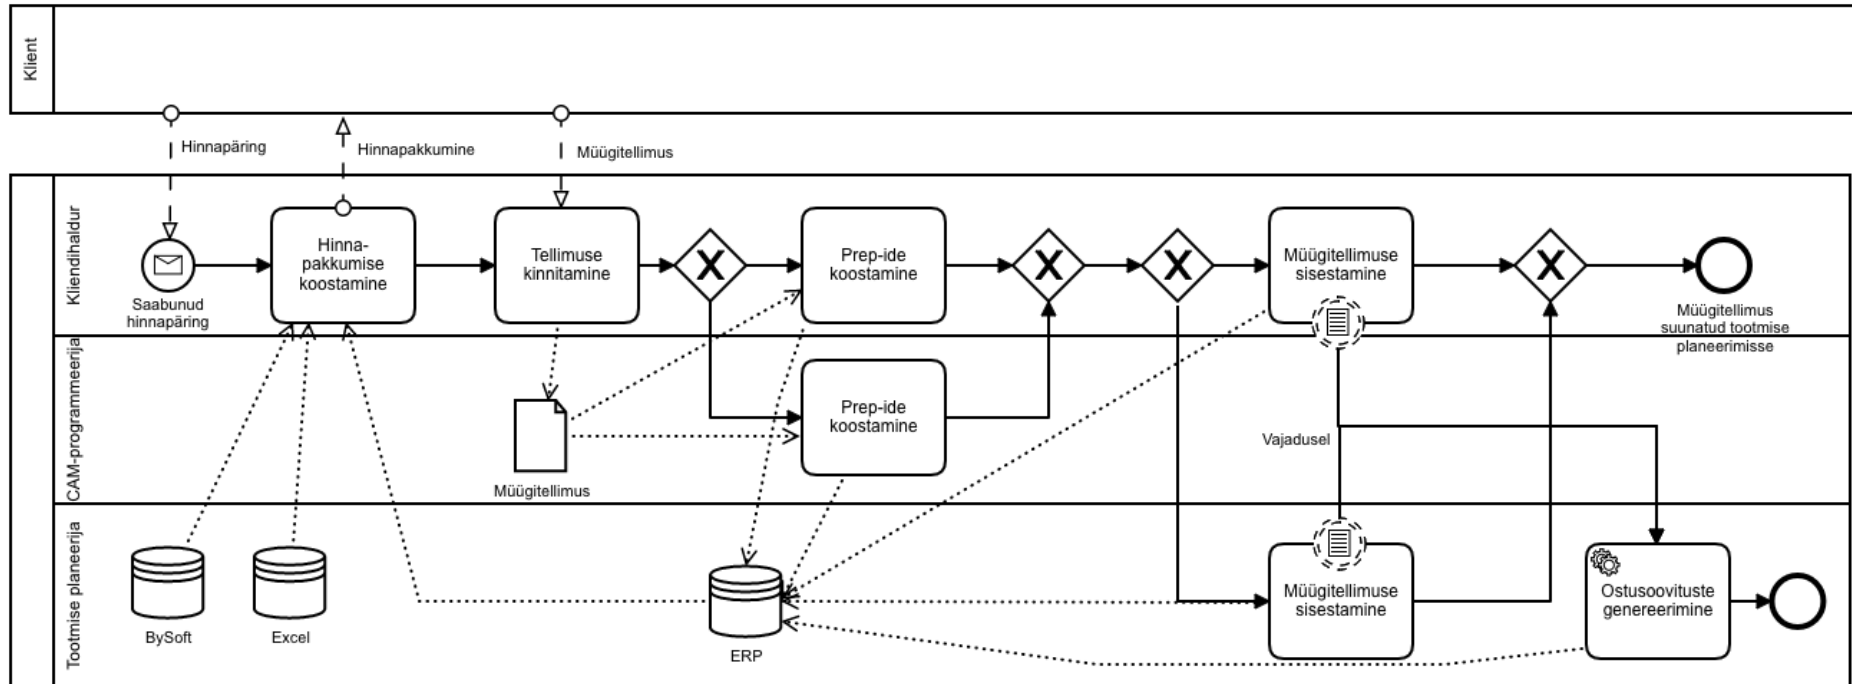 Klient
Hinnapäring
Hinnapakkumine
Müügitellimus
Kliendihaldur
Saabunud
hinnapäring
Hinna-
pakkumise
koostamine
Tellimuse
kinnitamine
Prep-ide
koostamine
Müügitellimuse
sisestamine
Müügitellimus
suunatud tootmise
planeerimisse
CAM-programmeerija
Müügitellimus
Prep-ide
koostamine
Vajadusel
Tootmise planeerija
BySoft
Excel
ERP
Müügitellimuse
sisestamine
Ostusoovituste
genereerimine